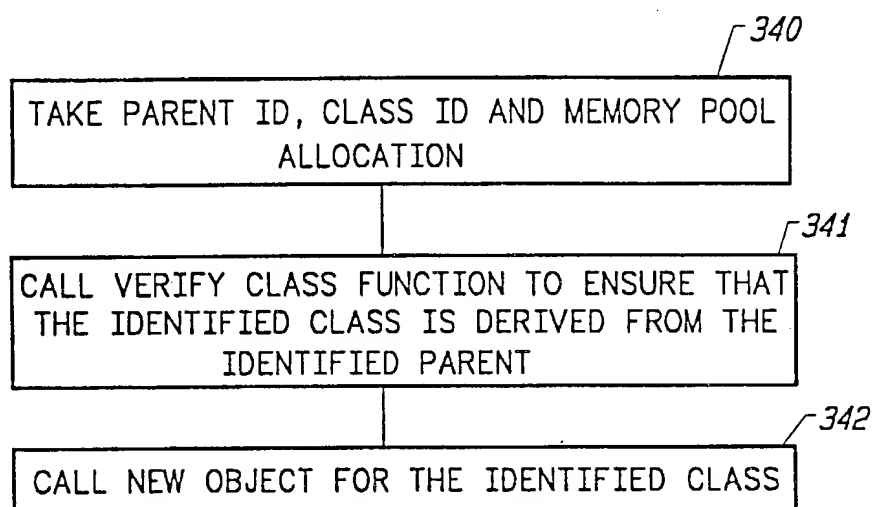 340
TAKE PARENT ID, CLASS ID AND MEMORY POOL
ALLOCATION
341
CALL VERIFY CLASS FUNCTION TO ENSURE THAT
THE IDENTIFIED CLASS IS DERIVED FROM THE
IDENTIFIED PARENT
342
CALL NEW OBJECT FOR THE IDENTIFIED CLASS